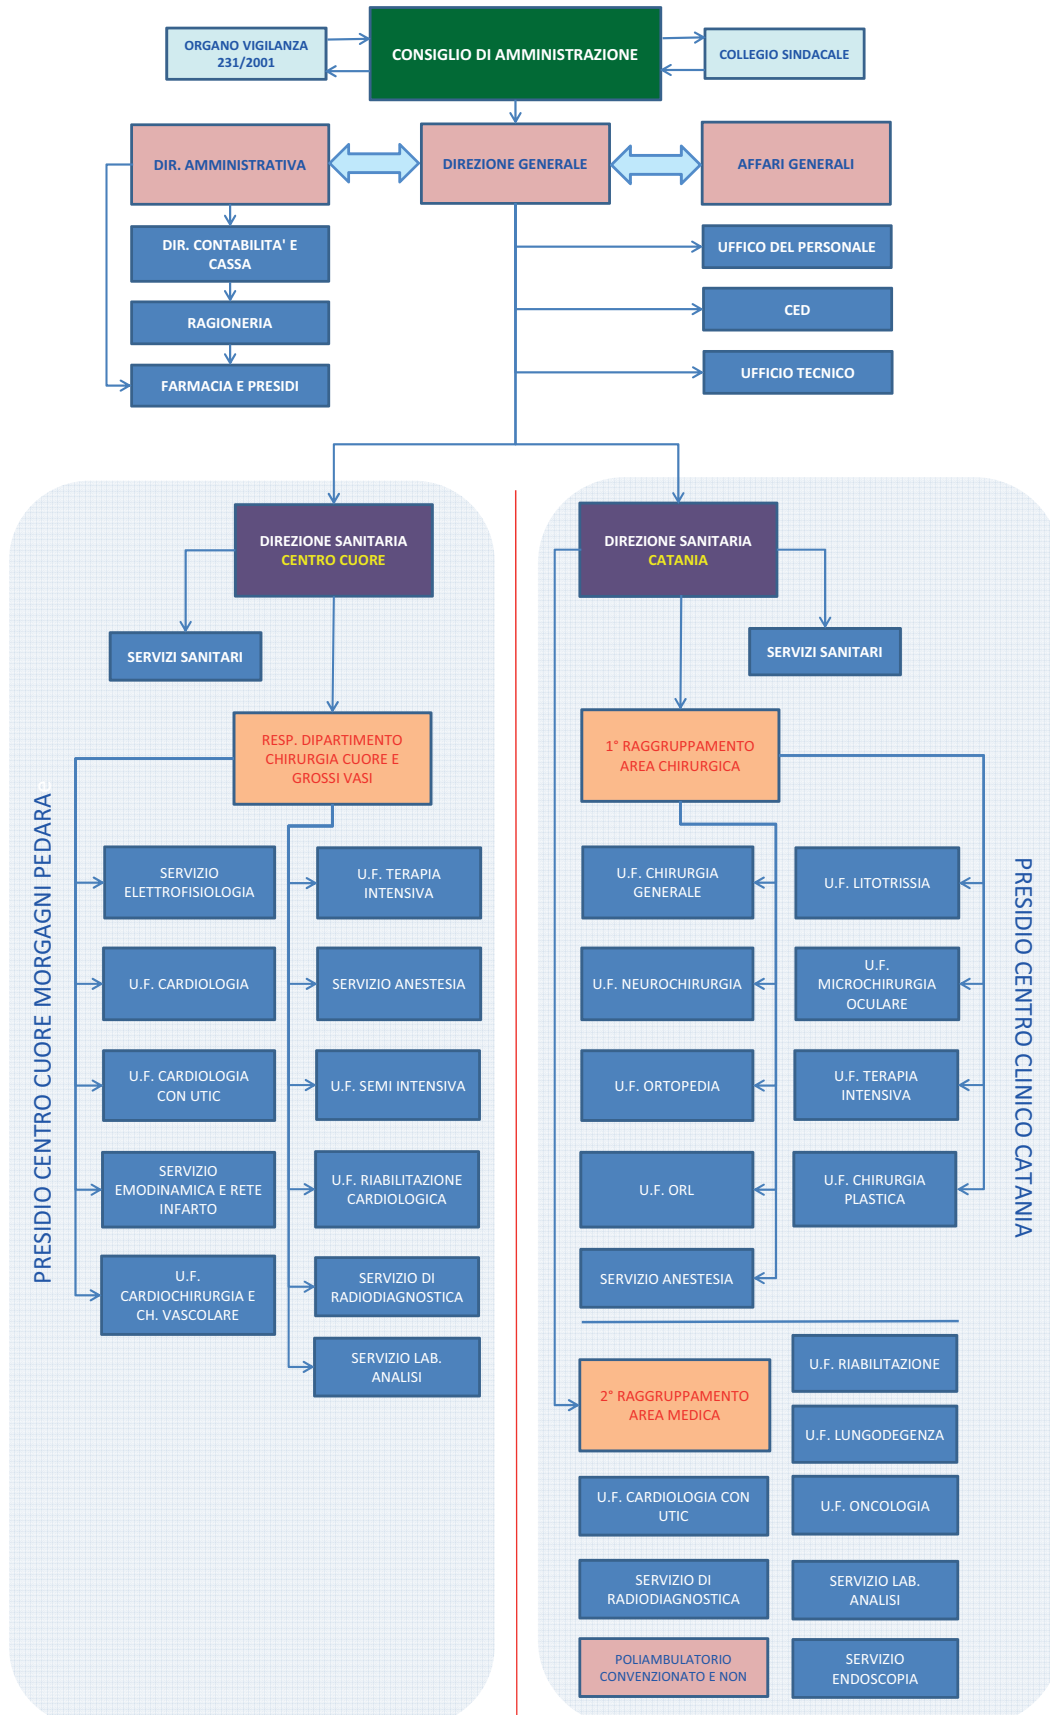 ORGANO VIGILANZA
231/2001
CONSIGLIO DI AMMINISTRAZIONE
COLLEGIO SINDACALE
DIR. AMMINISTRATIVA
DIREZIONE GENERALE
AFFARI GENERALI
DIR. CONTABILITA' E
CASSA
RAGIONERIA
FARMACIA E PRESIDI
UFFICO DEL PERSONALE
CED
UFFICIO TECNICO
PRESIDIO CENTRO CUORE MORGAGNI PEDARA
DIREZIONE SANITARIA
CENTRO CUORE
SERVIZI SANITARI
RESP. DIPARTIMENTO
CHIRURGIA CUORE E
GROSSI VASI
SERVIZIO
ELETTROFISIOLOGIA
U.F. TERAPIA
INTENSIVA
U.F. CARDIOLOGIA
SERVIZIO ANESTESIA
U.F. CARDIOLOGIA
CON UTIC
U.F. SEMI INTENSIVA
SERVIZIO
EMODINAMICA E RETE
INFARTO
U.F. RIABILITAZIONE
CARDIOLOGICA
U.F.
CARDIOCHIRURGIA E
CH. VASCOLARE
SERVIZIO DI
RADIODIAGNOSTICA
SERVIZIO LAB.
ANALISI
DIREZIONE SANITARIA
CATANIA
SERVIZI SANITARI
1° RAGGRUPPAMENTO
AREA CHIRURGICA
U.F. CHIRURGIA
GENERALE
U.F. LITOTRISSIA
U.F. NEUROCHIRURGIA
U.F.
MICROCHIRURGIA
OCULARE
U.F. ORTOPEDIA
U.F. TERAPIA
INTENSIVA
U.F. ORL
U.F. CHIRURGIA
PLASTICA
SERVIZIO ANESTESIA
PRESIDIO CENTRO CLINICO CATANIA
2° RAGGRUPPAMENTO
AREA MEDICA
U.F. RIABILITAZIONE
U.F. LUNGODEGENZA
U.F. CARDIOLOGIA CON
UTIC
U.F. ONCOLOGIA
SERVIZIO DI
RADIODIAGNOSTICA
SERVIZIO LAB.
ANALISI
POLIAMBULATORIO
CONVENZIONATO E NON
SERVIZIO
ENDOSCOPIA